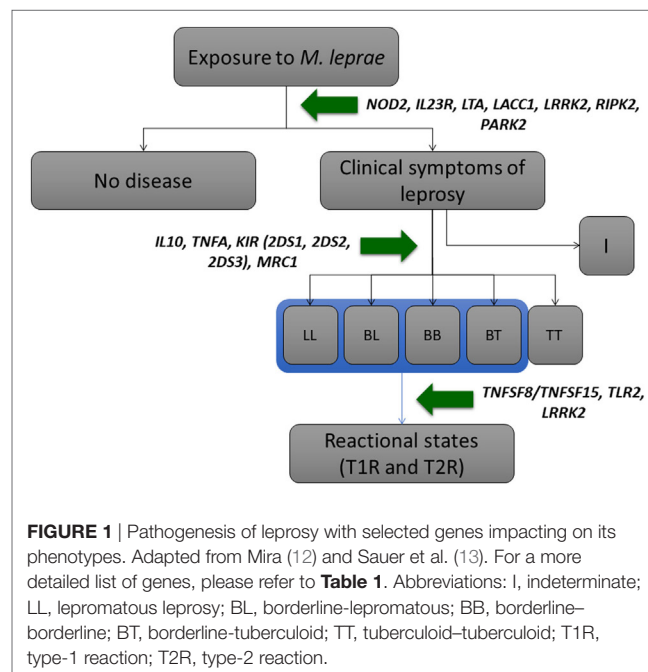 Exposure to M. leprae
NOD2, IL23R, LTA, LACC1, LRRK2, RIPK2,
PARK2
No disease
Clinical symptoms of
leprosy
IL10, TNFA, KIR (2DS1, 2DS2,
2DS3), MRC1
I
LL
BL
BB
BT
TT
TNFSF8/TNFSF15, TLR2,
LRRK2
Reactional states
(T1R and T2R)
FIGURE 1 | Pathogenesis of leprosy with selected genes impacting on its
phenotypes. Adapted from Mira (12) and Sauer et al. (13). For a more
detailed list of genes, please refer to Table 1. Abbreviations: I, indeterminate;
LL, lepromatous leprosy; BL, borderline-lepromatous; BB, borderline–
borderline; BT, borderline-tuberculoid; TT, tuberculoid–tuberculoid; T1R,
type-1 reaction; T2R, type-2 reaction.